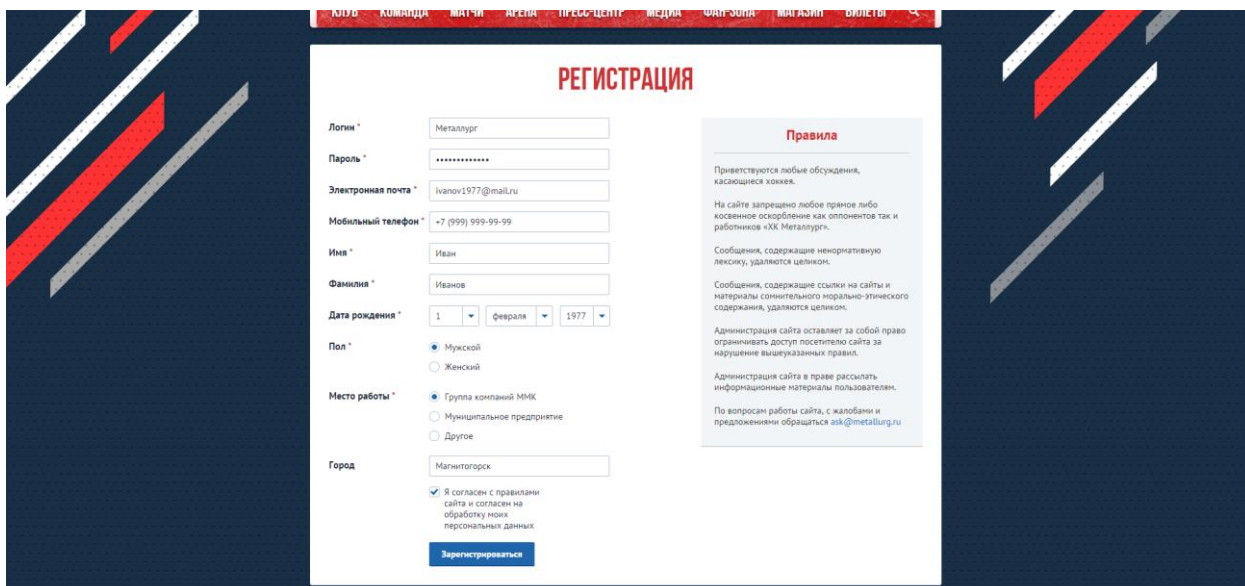 КЛУБ КОМАНДА МАТЧИ АРЕНА ПРЕСС-ЦЕНТР МЕДИА ФАН-ЗОНА МАГАЗИН БИЛЕТЫ
РЕГИСТРАЦИЯ
Логин *
Металлург
Пароль *
•••••••••••••
Электронная почта *
ivanov1977@mail.ru
Мобильный телефон *
+7 (999) 999-99-99
Имя *
Иван
Фамилия *
Иванов
Дата рождения *
1 февраля 1977
Пол *
Мужской
Женский
Место работы *
Группа компаний ММК
Муниципальное предприятие
Другое
Город
Магнитогорск
Я согласен с правилами
сайта и согласен на
обработку моих
персональных данных
Зарегистрироваться
Правила
Приветствуются любые обсуждения,
касающиеся хоккея.
На сайте запрещено любое прямое либо
косвенное оскорбление как оппонентов так и
работников «ХК Металлург».
Сообщения, содержащие ненормативную
лексику, удаляются целиком.
Сообщения, содержащие ссылки на сайты и
материалы сомнительного морально-этического
содержания, удаляются целиком.
Администрация сайта оставляет за собой право
ограничивать доступ посетителю сайта за
нарушение вышеуказанных правил.
Администрация сайта в праве рассылать
информационные материалы пользователям.
По вопросам работы сайта, с жалобами и
предложениями обращаться ask@metallurg.ru